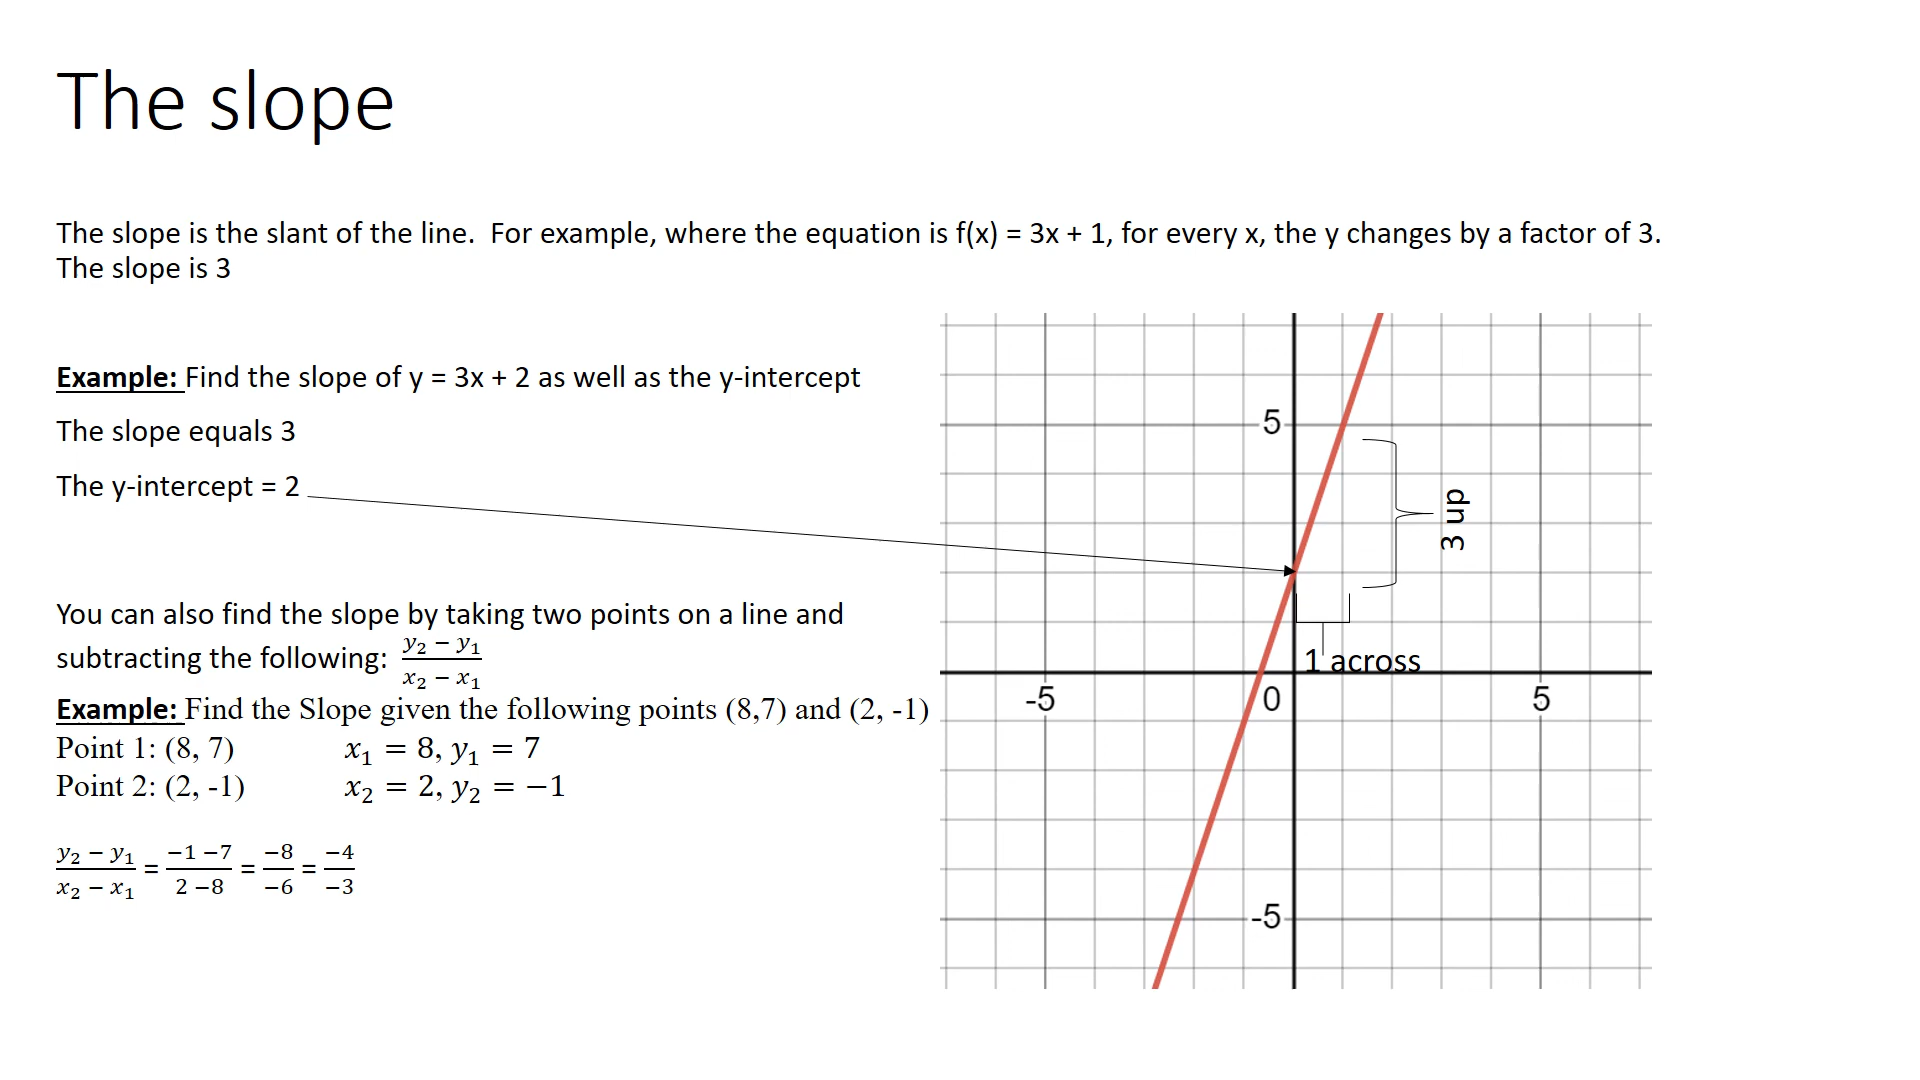 The slope
The slope is the slant of the line.  For example, where the equation is f(x) = 3x + 1, for every x, the y changes by a factor of 3.
The slope is 3
Example: Find the slope of y = 3x + 2 as well as the y-intercept
The slope equals 3
The y-intercept = 2
You can also find the slope by taking two points on a line and
subtracting the following: (y₂ − y₁)/(x₂ − x₁)
Example: Find the Slope given the following points (8,7) and (2, -1)
Point 1: (8, 7) x₁ = 8, y₁ = 7
Point 2: (2, -1) x₂ = 2, y₂ = −1
(y₂ − y₁)/(x₂ − x₁) = (−1 −7)/(2 −8) = −8/−6 = −4/−3
5
3 up
1 across
-5 0 5
-5